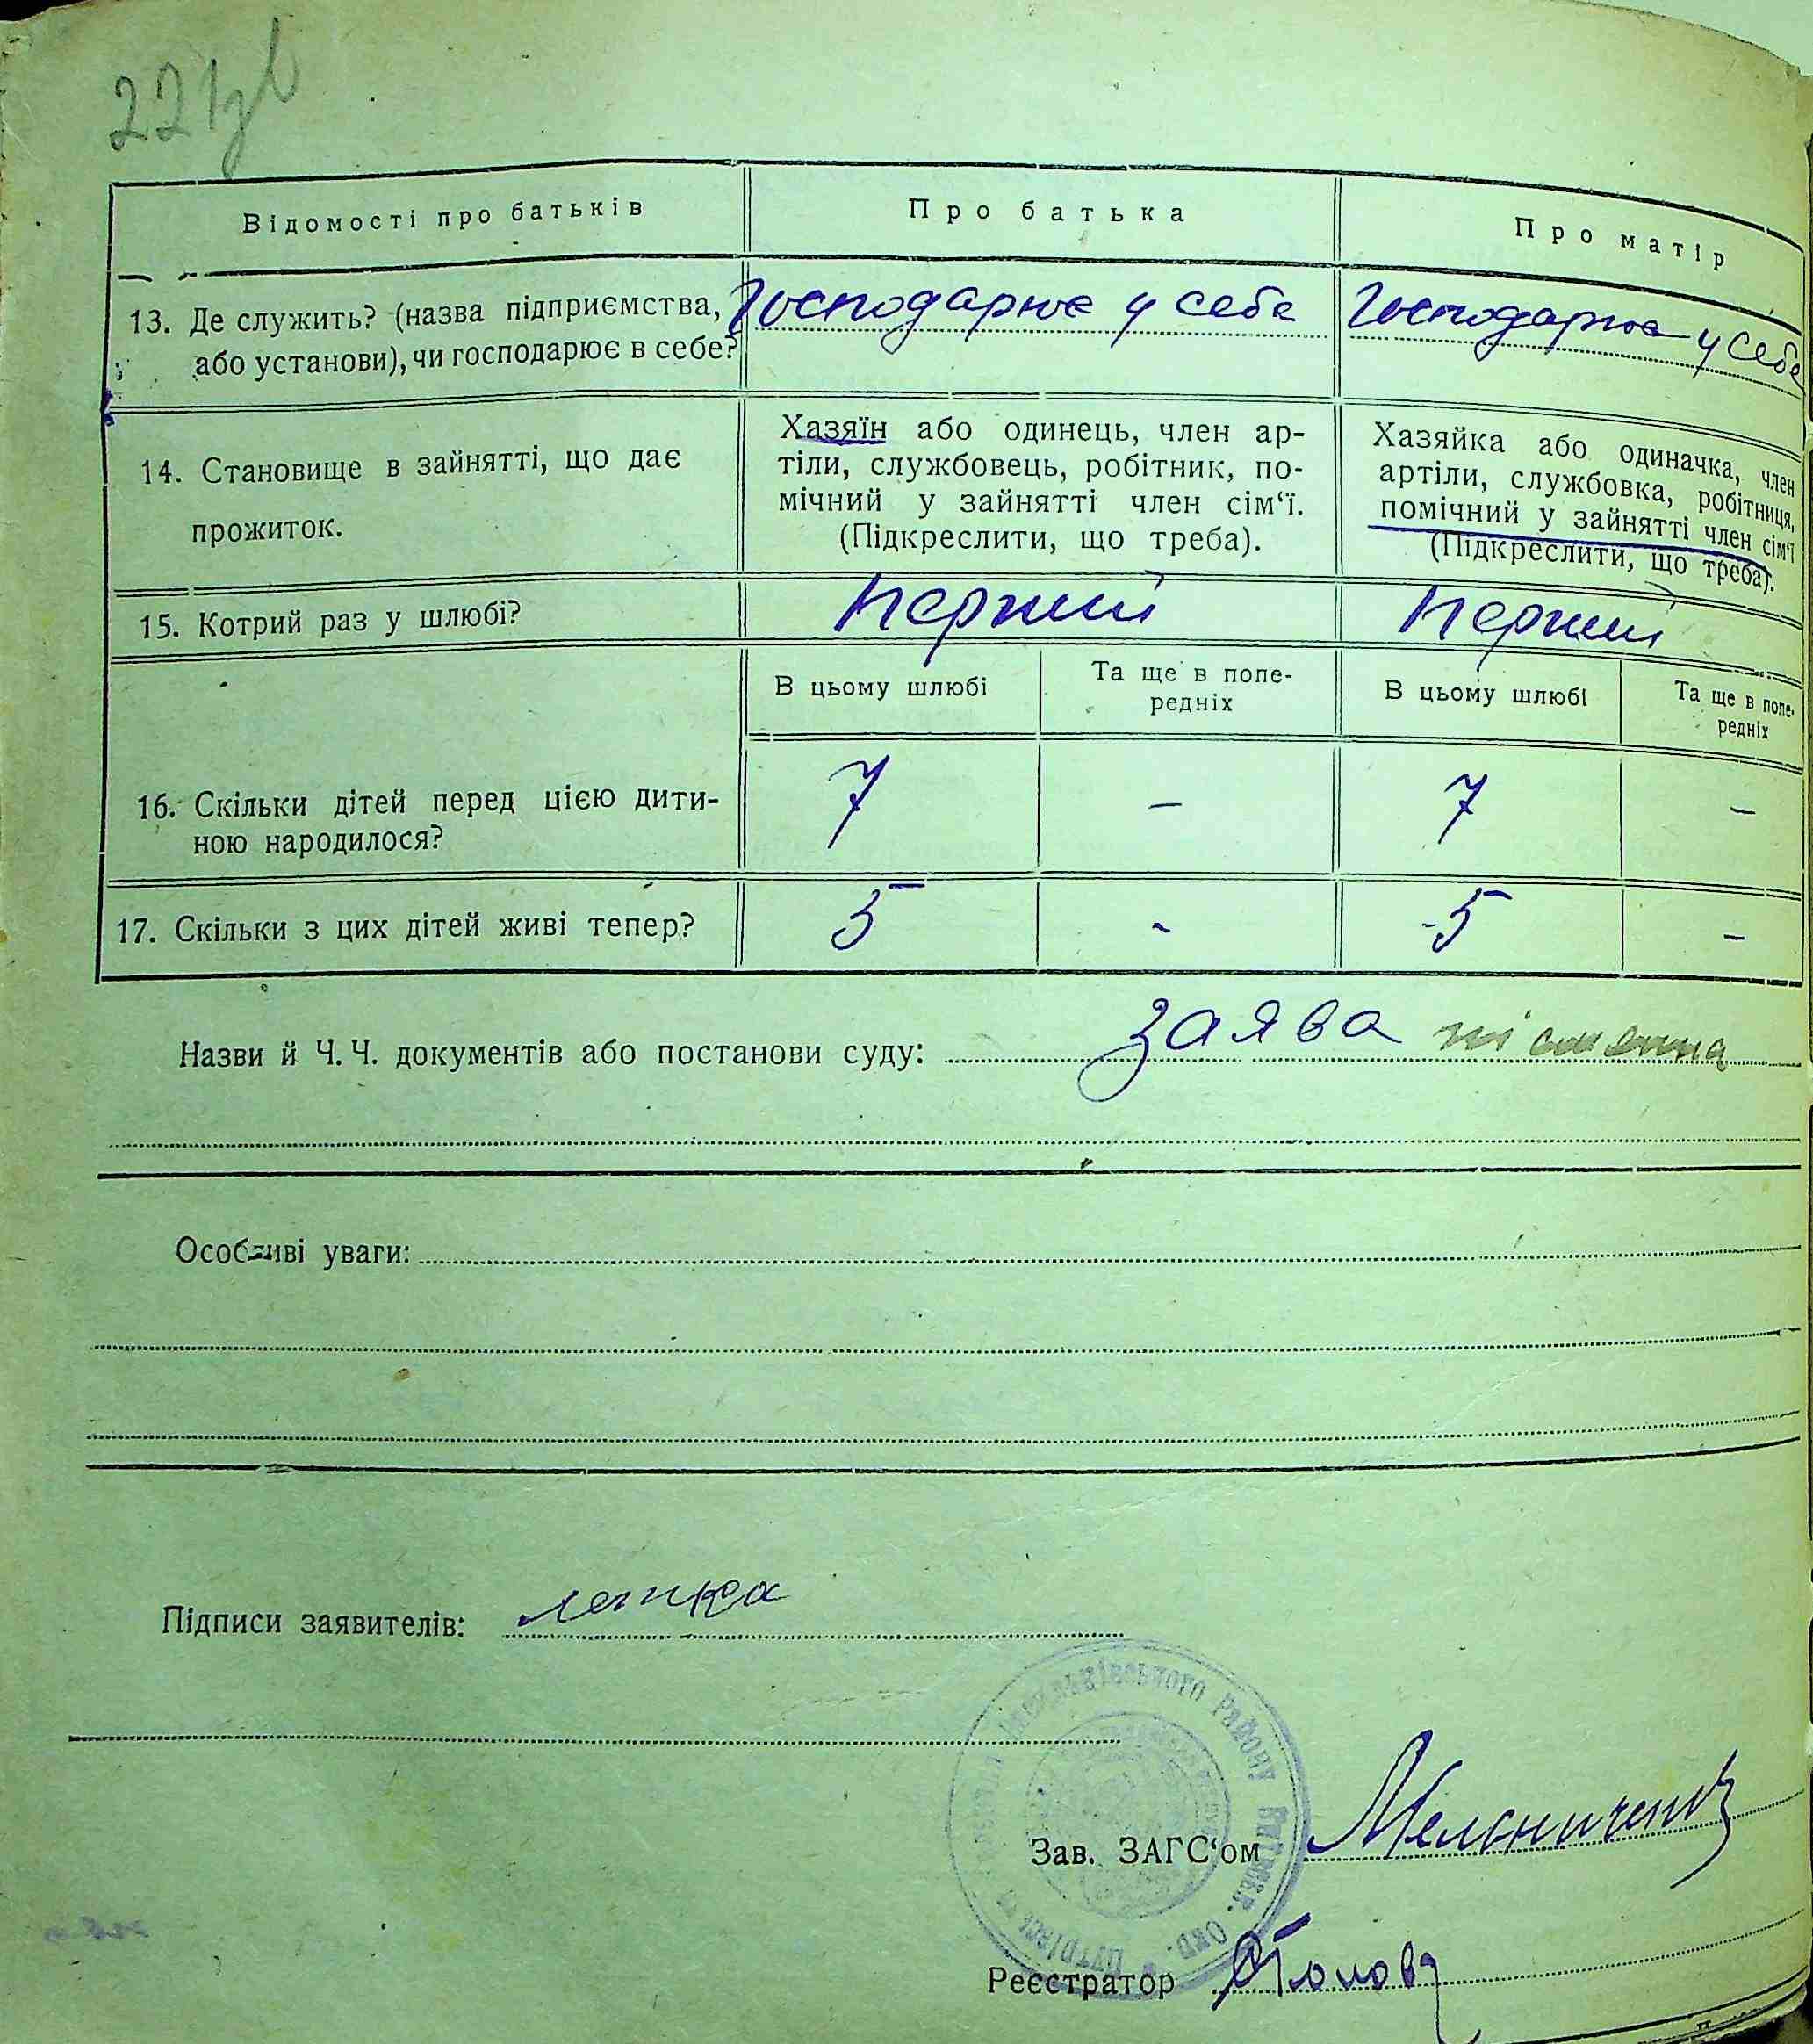 221зв
Відомості про батьків
Про батька
Про матір
13. Де служить? (назва підприємства,
або установи), чи господарює в себе?
Господарює у себе
Господарює у себе
14. Становище в зайнятті, що дає
прожиток.
Хазяїн або одинець, член ар-
тіли, службовець, робітник, по-
мічний у зайнятті член сім‘ї.
(Підкреслити, що треба).
Хазяйка або одиначка, член
артіли, службовка, робітниця,
помічний у зайнятті член сім‘ї
(Підкреслити, що треба).
15. Котрий раз у шлюбі?
Перший
Перший
В цьому шлюбі
Та ще в попе-
редніх
В цьому шлюбі
Та ще в попе-
редніх
16. Скільки дітей перед цією дити-
ною народилося?
7
—
7
—
17. Скільки з цих дітей живі тепер?
5
-
5
—
Назви й Ч. Ч. документів або постанови суду: заява письменна
Особливі уваги:
Підписи заявителів:
району
Окр.
Зав. ЗАГС‘ом
Реєстратор